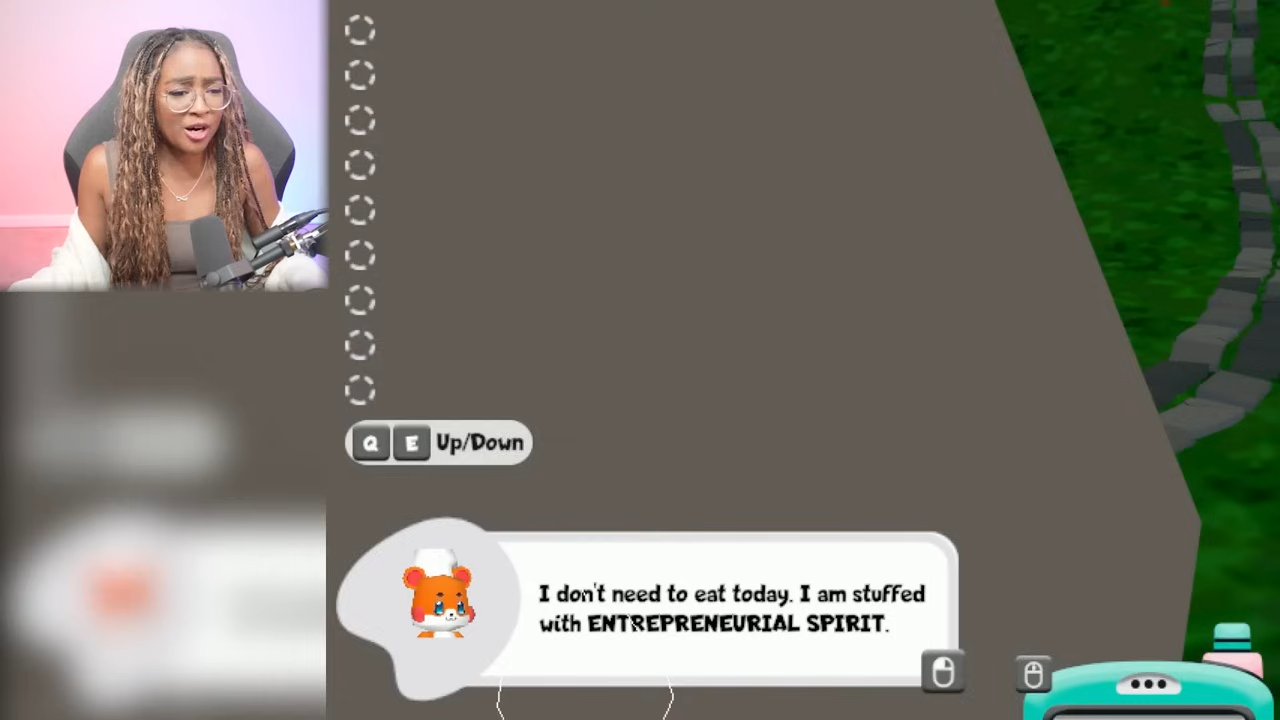 Q E Up/Down
I don't need to eat today. I am stuffed
with ENTREPRENEURIAL SPIRIT.